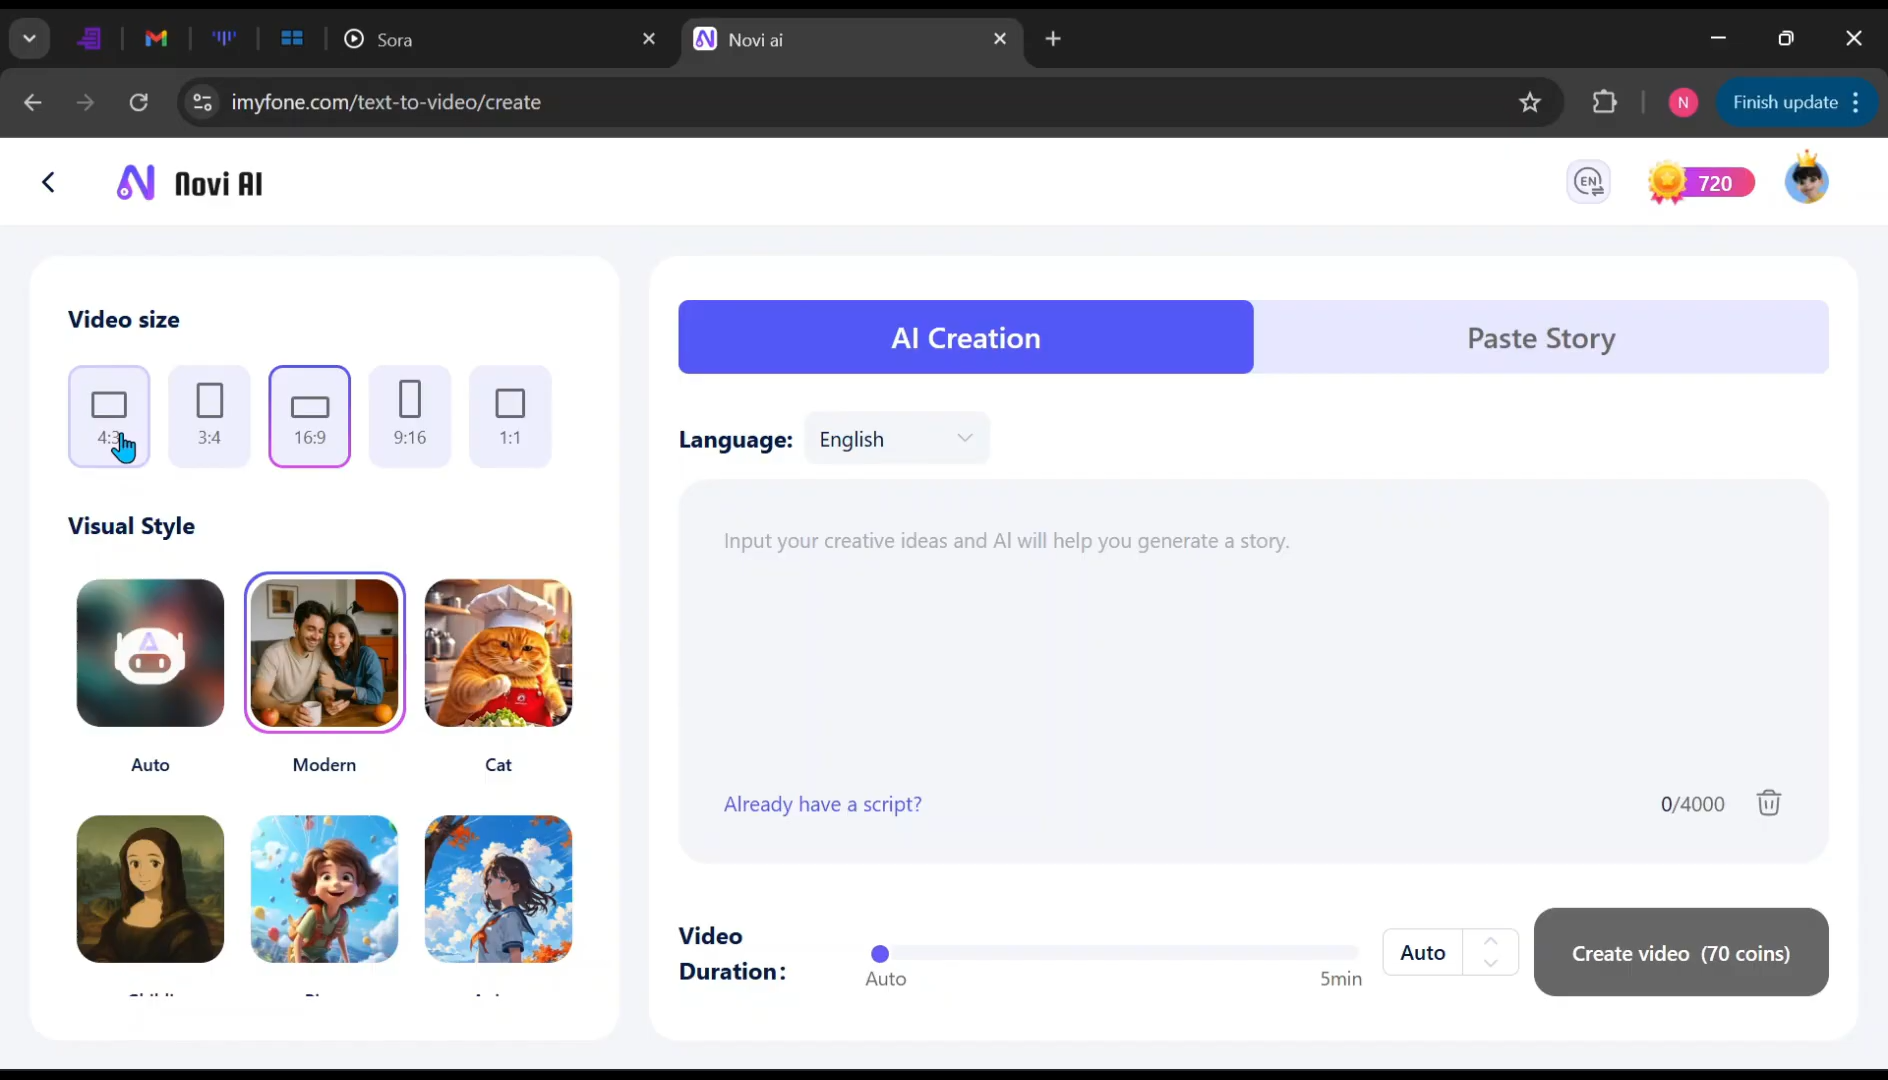 Sora
Novi ai
imyfone.com/text-to-video/create
N
Finish update
Novi AI
EN
720
Video size
4:3
3:4
16:9
9:16
1:1
Visual Style
Auto
Modern
Cat
AI Creation
Paste Story
Language:
English
Input your creative ideas and AI will help you generate a story.
Already have a script?
0/4000
Video
Duration:
Auto
5min
Auto
Create video (70 coins)